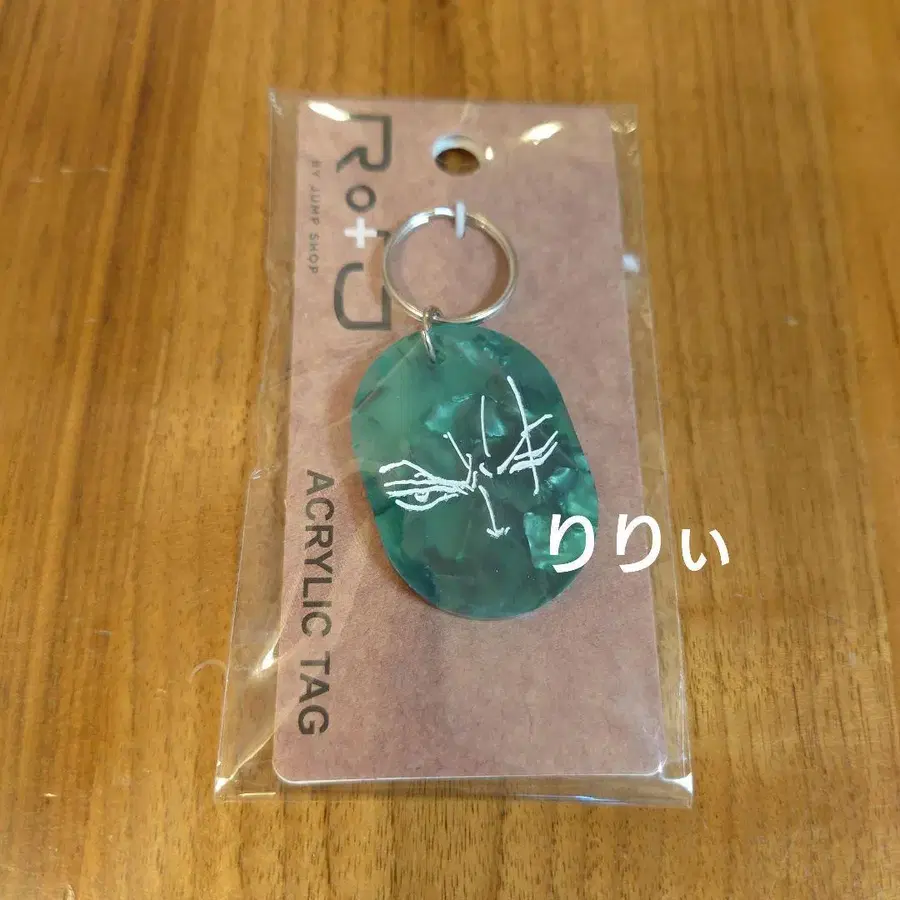 Ro+J
BY JUMP SHOP
ACRYLIC TAG
りりぃ